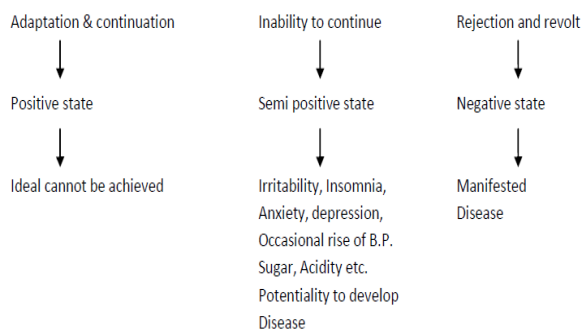 Adaptation & continuation
Inability to continue
Rejection and revolt
Positive state
Semi positive state
Negative state
Ideal cannot be achieved
Irritability, Insomnia,
Anxiety, depression,
Occasional rise of B.P.
Sugar, Acidity etc.
Potentiality to develop
Disease
Manifested
Disease